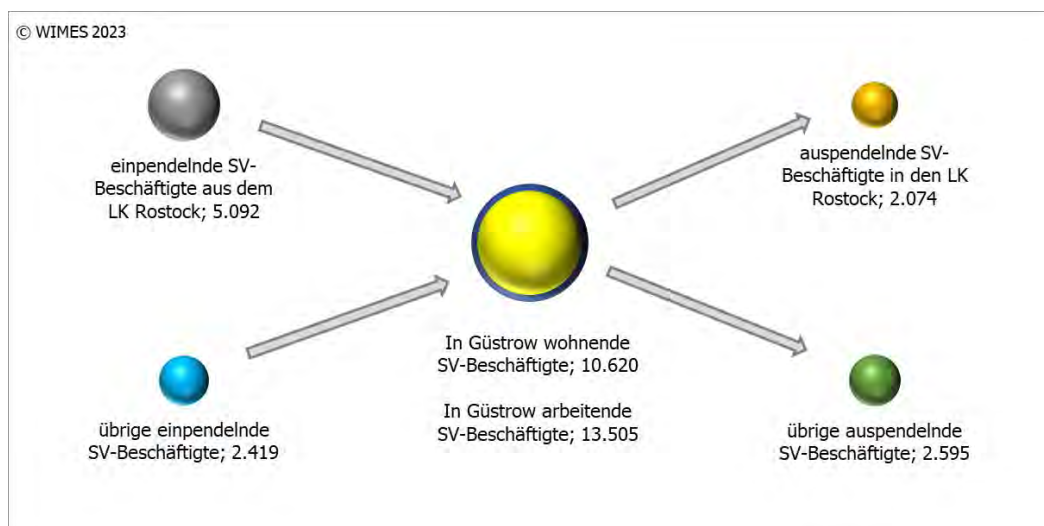 © WIMES 2023
einpendelnde SV-
Beschäftigte aus dem
LK Rostock; 5.092
auspendelnde SV-
Beschäftigte in den LK
Rostock; 2.074
In Güstrow wohnende
SV-Beschäftigte; 10.620
In Güstrow arbeitende
SV-Beschäftigte; 13.505
übrige einpendelnde
SV-Beschäftigte; 2.419
übrige auspendelnde
SV-Beschäftigte; 2.595